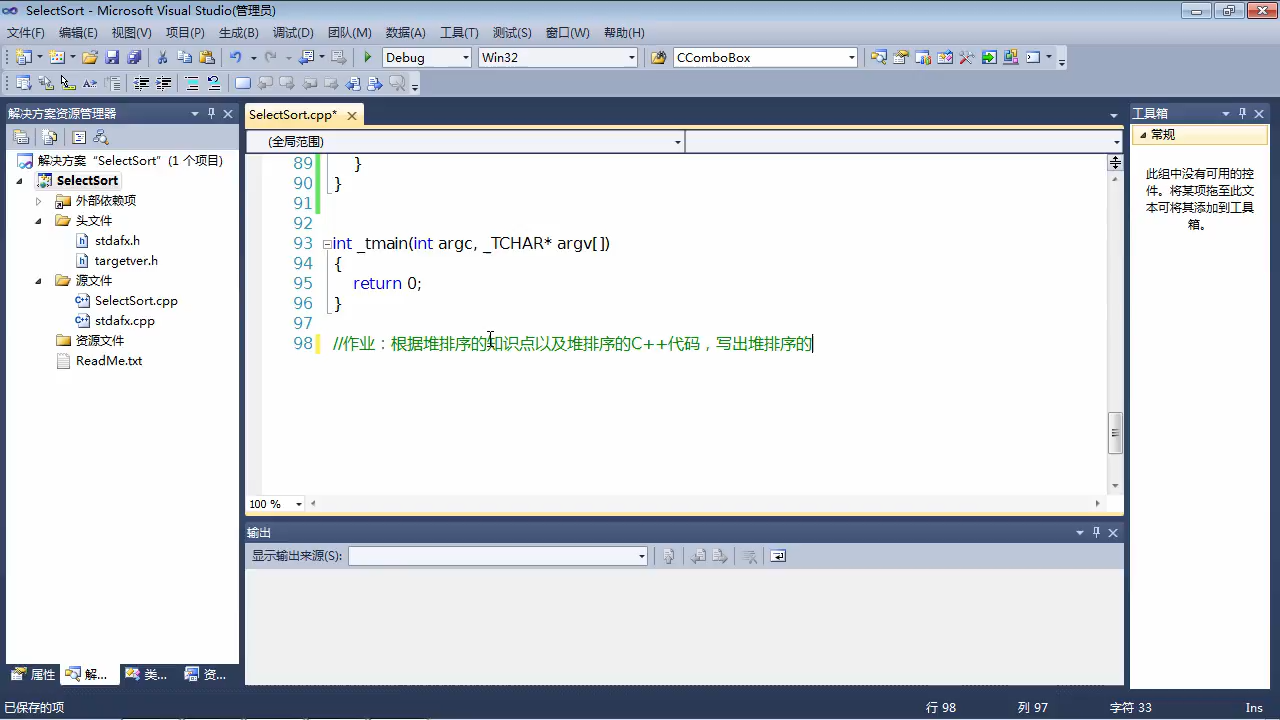 SelectSort - Microsoft Visual Studio(管理员)
文件(F) 编辑(E) 视图(V) 项目(P) 生成(B) 调试(D) 团队(M) 数据(A) 工具(T) 测试(S) 窗口(W) 帮助(H)
Debug Win32 CComboBox
解决方案资源管理器
解决方案“SelectSort”(1 个项目)
SelectSort
外部依赖项
头文件
stdafx.h
targetver.h
源文件
SelectSort.cpp
stdafx.cpp
资源文件
ReadMe.txt
属性 解... 类... 资...
SelectSort.cpp*
(全局范围)
89 }
90 }
91
92
93 int _tmain(int argc, _TCHAR* argv[])
94 {
95 return 0;
96 }
97
98 //作业：根据堆排序的知识点以及堆排序的C++代码，写出堆排序的
100 %
输出
显示输出来源(S):
工具箱
常规
此组中没有可用的控
件。将某项拖至此文
本可将其添加到工具
箱。
已保存的项 行 98 列 97 字符 33 Ins